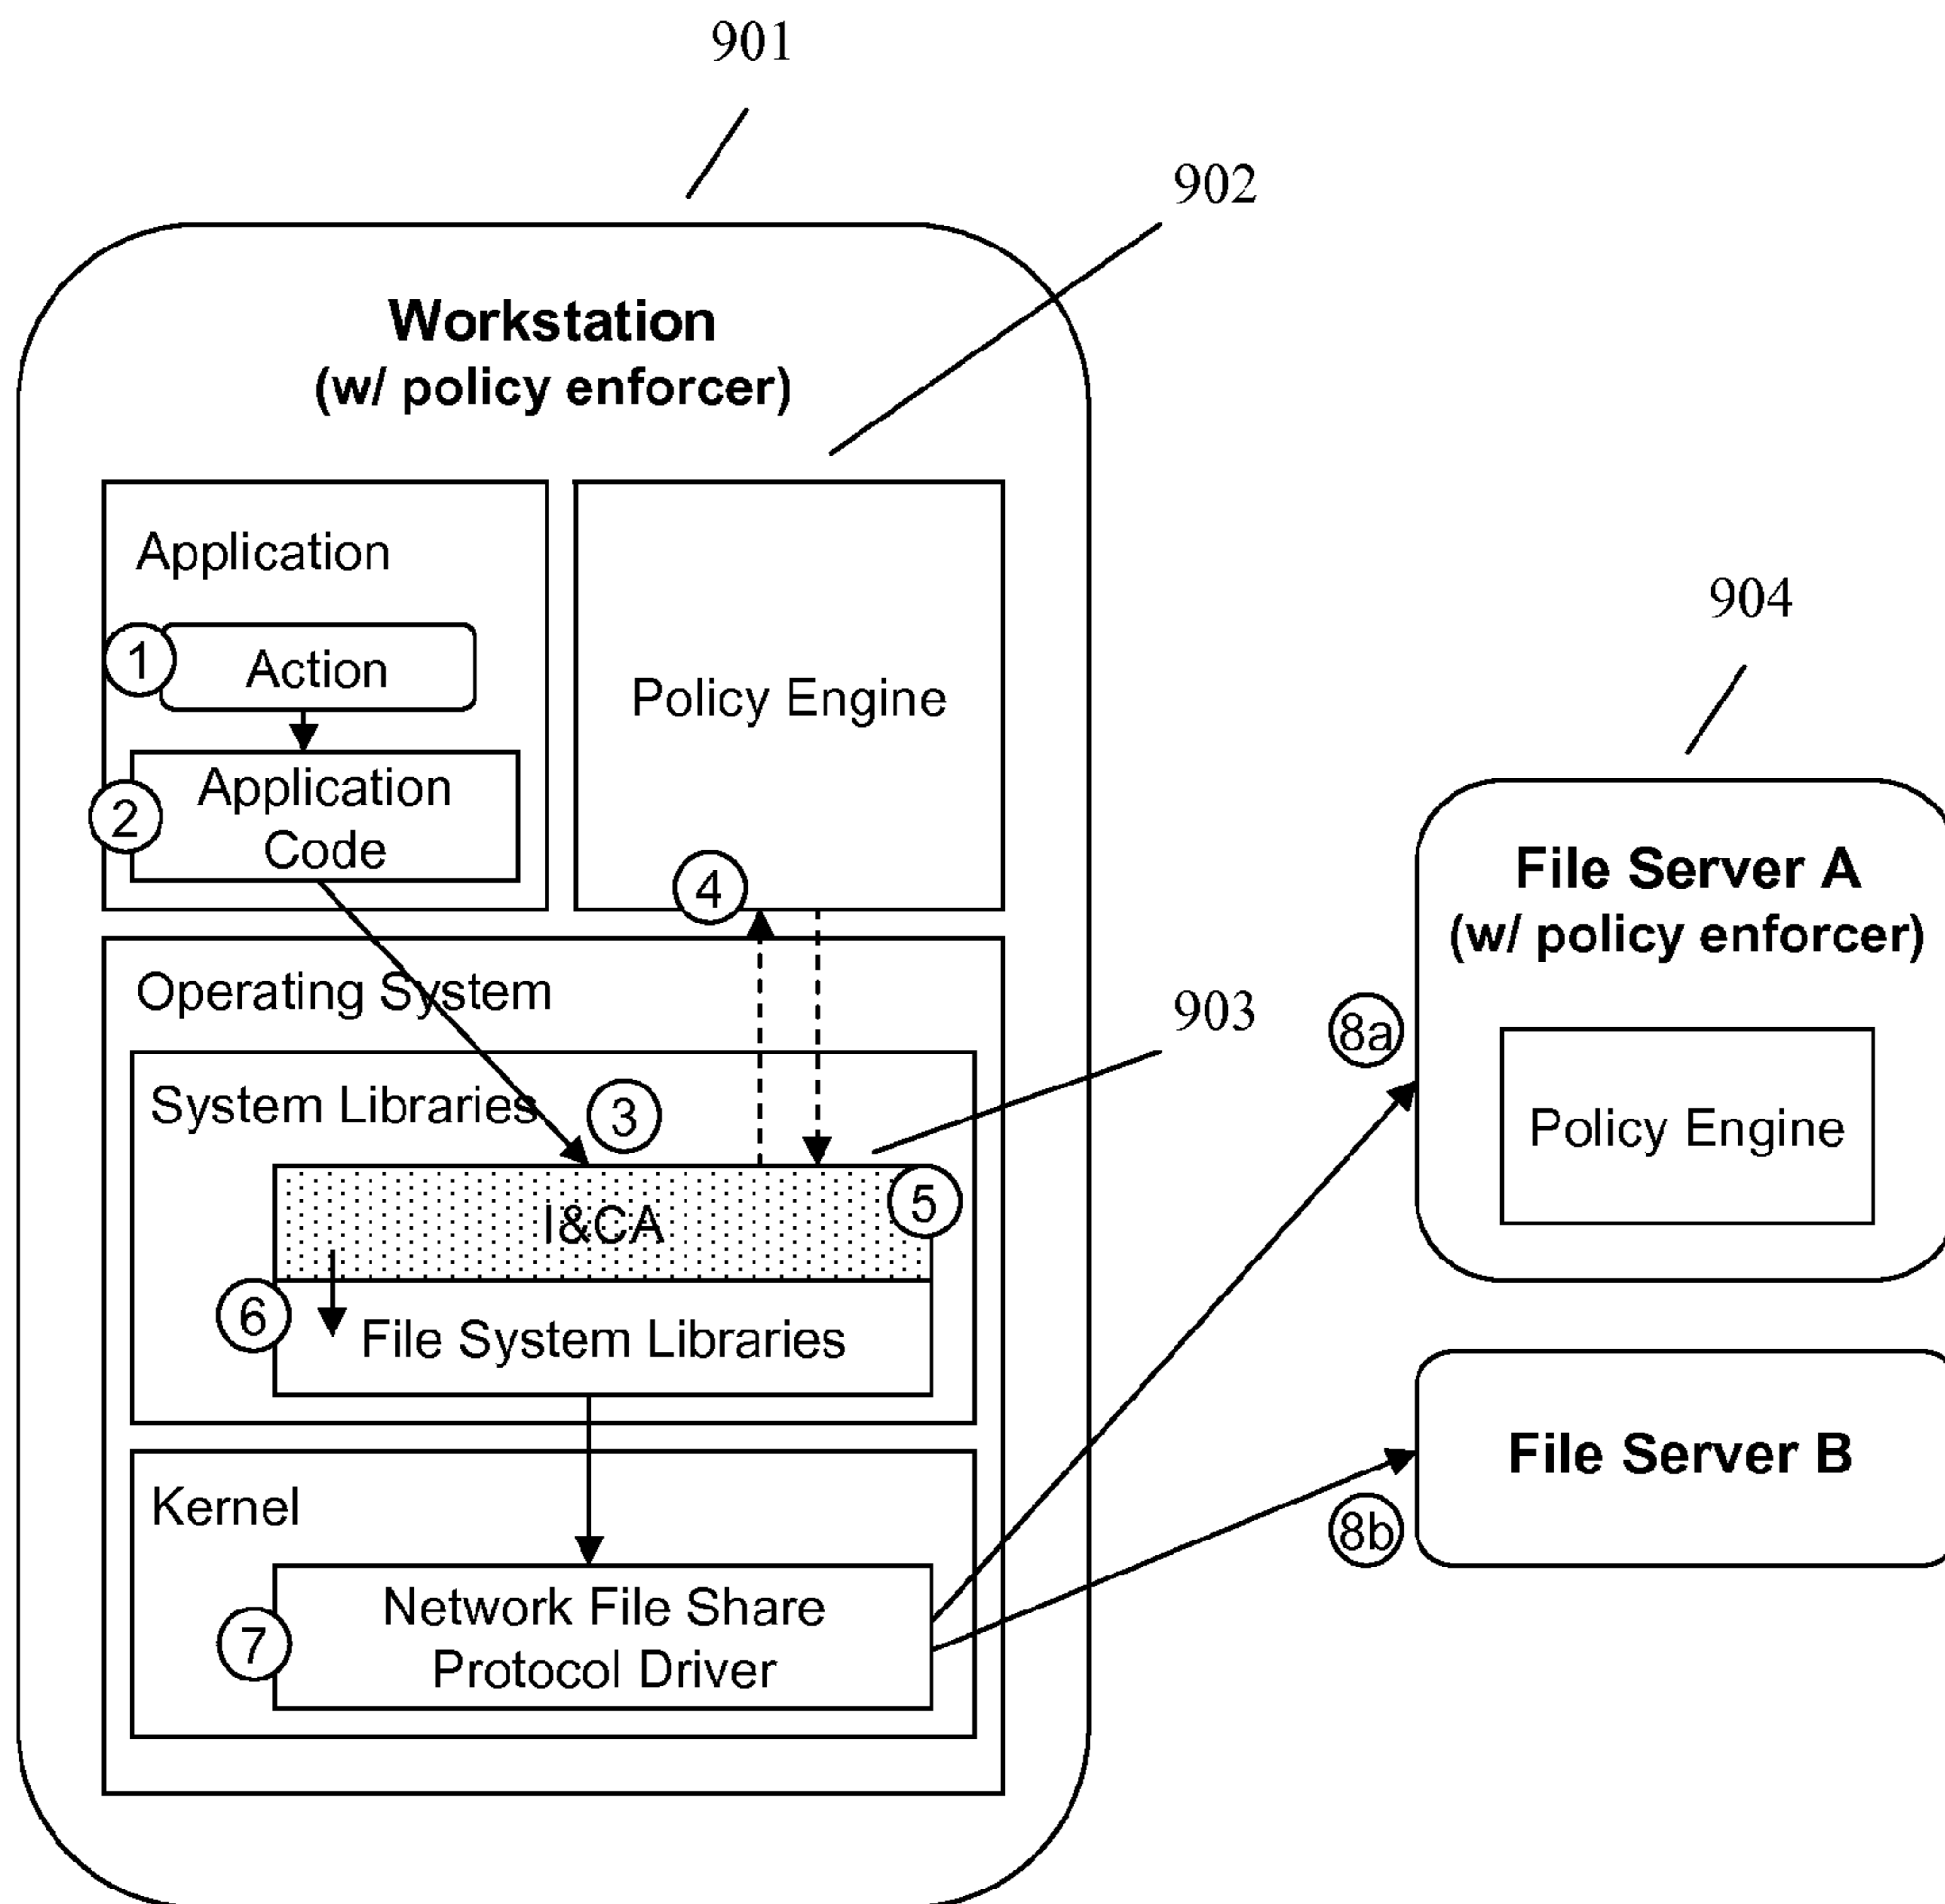 901
902
Workstation
(w/ policy enforcer)
Application
1
Action
2
Application
Code
Policy Engine
4
Operating System
System Libraries
3
903
I&CA
5
6
File System Libraries
Kernel
7
Network File Share
Protocol Driver
904
File Server A
(w/ policy enforcer)
8a
Policy Engine
File Server B
8b